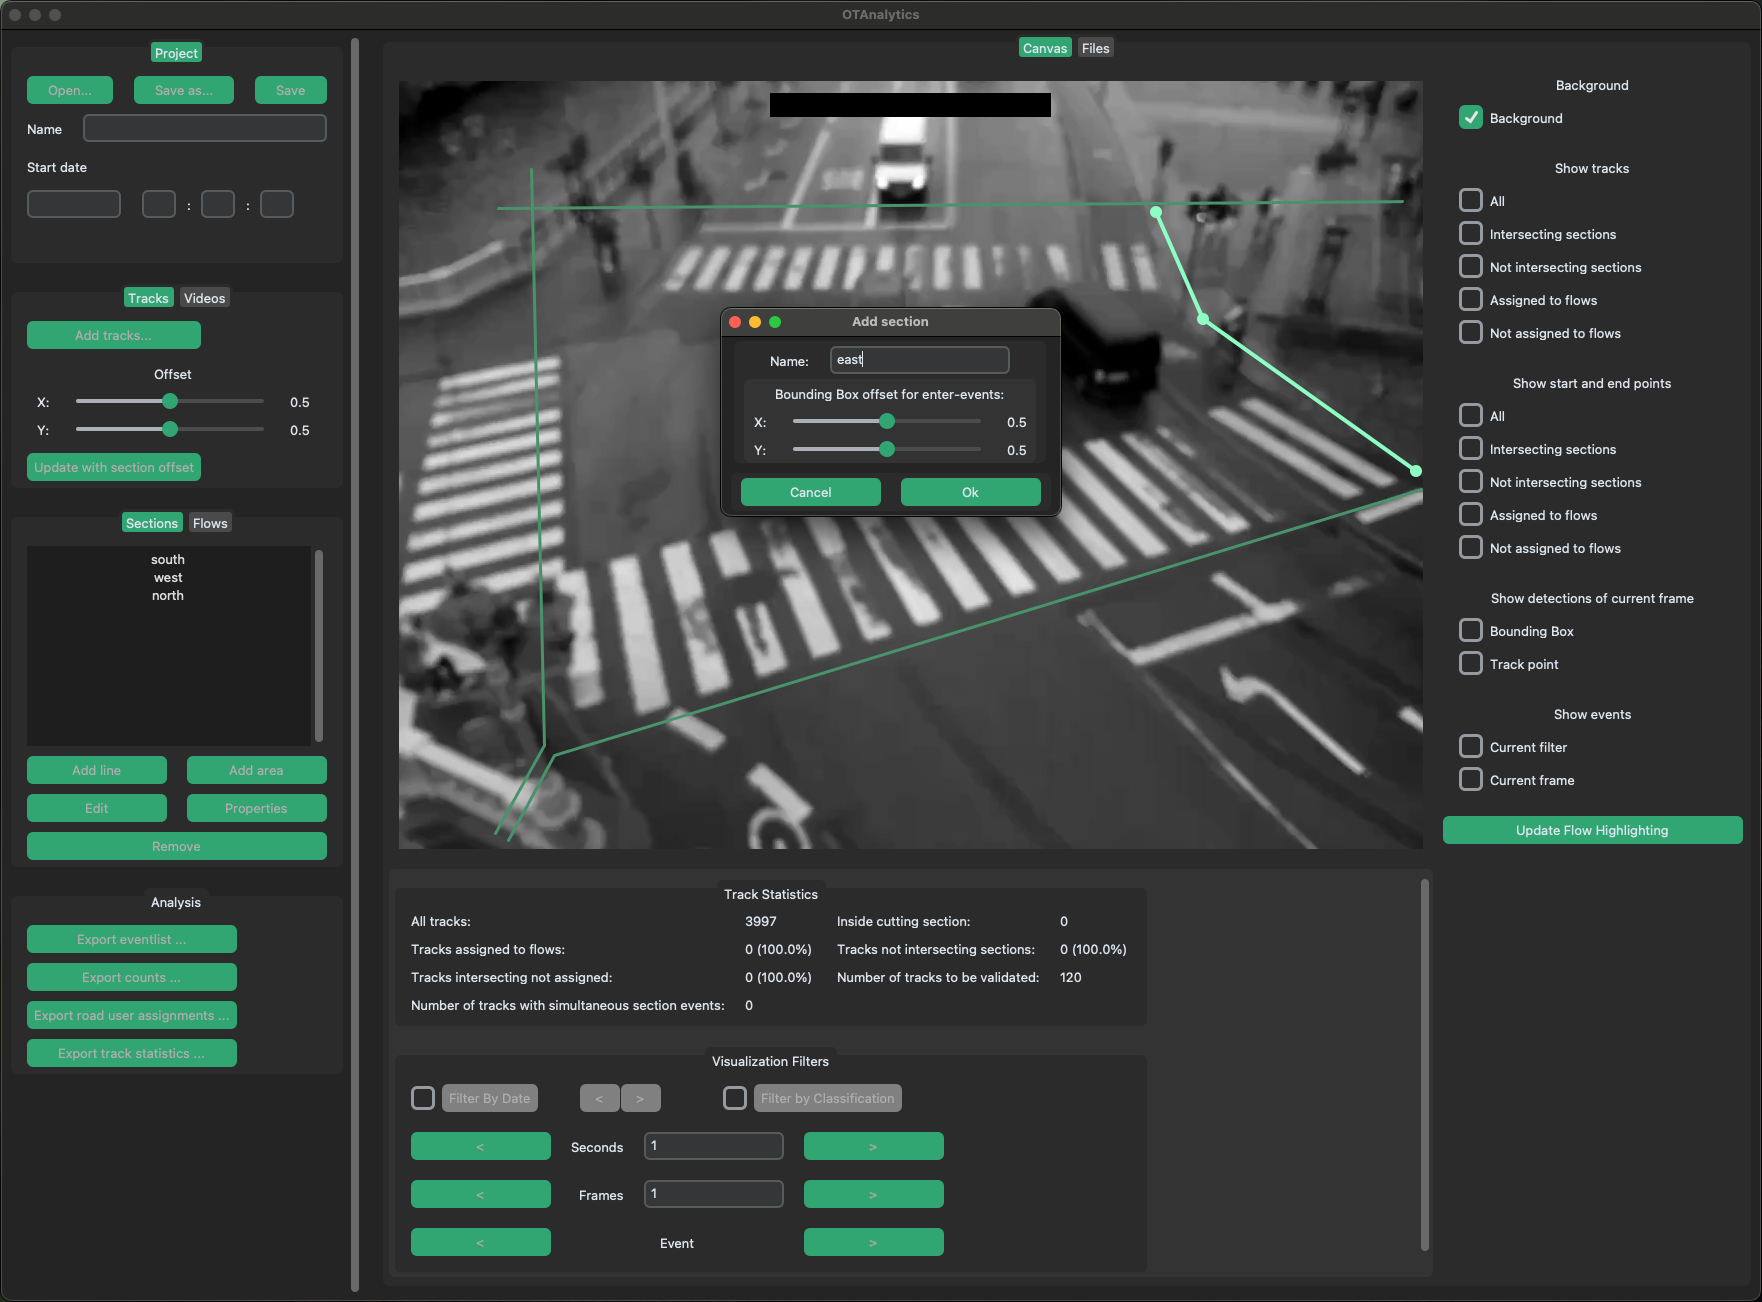 OTAnalytics
Project
Open... Save as... Save
Name
Start date
: :
Tracks Videos
Add tracks...
Offset
X: 0.5
Y: 0.5
Update with section offset
Sections Flows
south
west
north
Add line Add area
Edit Properties
Remove
Analysis
Export eventlist ...
Export counts ...
Export road user assignments ...
Export track statistics ...
Canvas Files
Add section
Name: east
Bounding Box offset for enter-events:
X: 0.5
Y: 0.5
Cancel Ok
Track Statistics
All tracks: 3997 Inside cutting section: 0
Tracks assigned to flows: 0 (100.0%) Tracks not intersecting sections: 0 (100.0%)
Tracks intersecting not assigned: 0 (100.0%) Number of tracks to be validated: 120
Number of tracks with simultaneous section events: 0
Visualization Filters
Filter By Date < > Filter by Classification
< Seconds 1 >
< Frames 1 >
< Event >
Background
Background
Show tracks
All
Intersecting sections
Not intersecting sections
Assigned to flows
Not assigned to flows
Show start and end points
All
Intersecting sections
Not intersecting sections
Assigned to flows
Not assigned to flows
Show detections of current frame
Bounding Box
Track point
Show events
Current filter
Current frame
Update Flow Highlighting